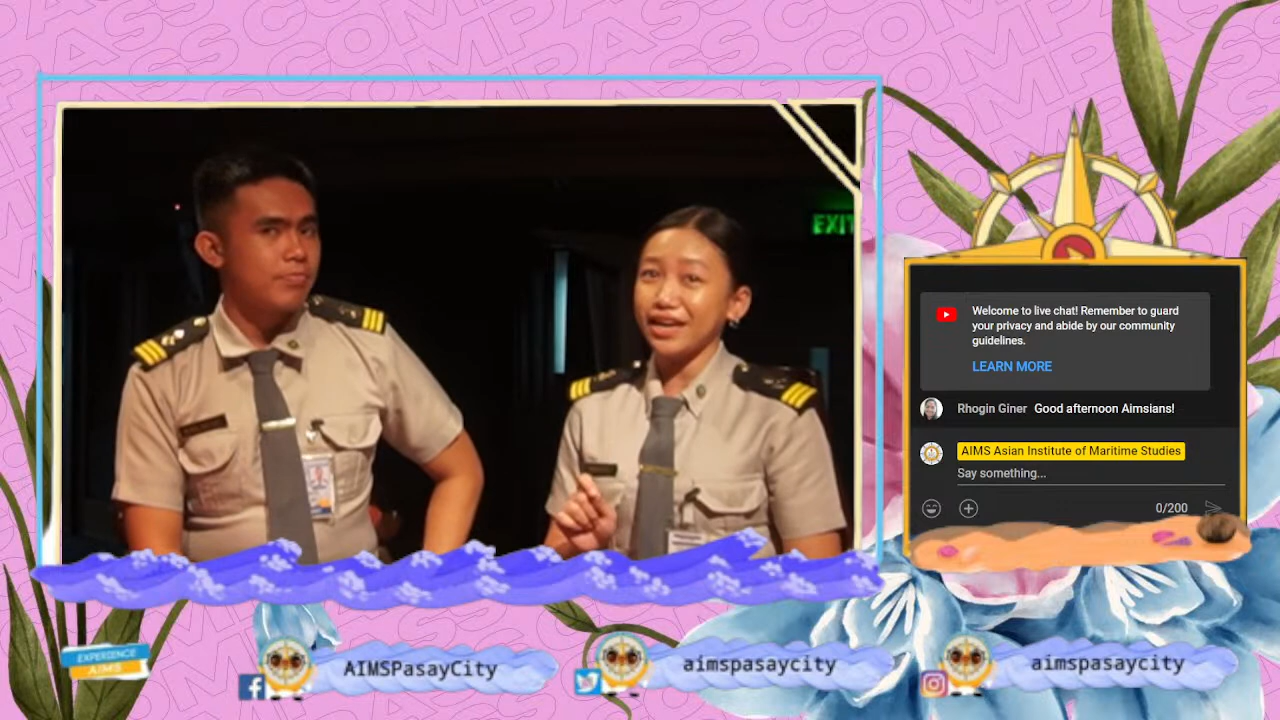 COMPASS
EXIT
Welcome to live chat! Remember to guard
your privacy and abide by our community
guidelines.
LEARN MORE
Rhogin Giner Good afternoon Aimsians!
AIMS Asian Institute of Maritime Studies
Say something...
0/200
EXPERIENCE
AIMS
AIMSPasayCity
aimspasaycity
aimspasaycity